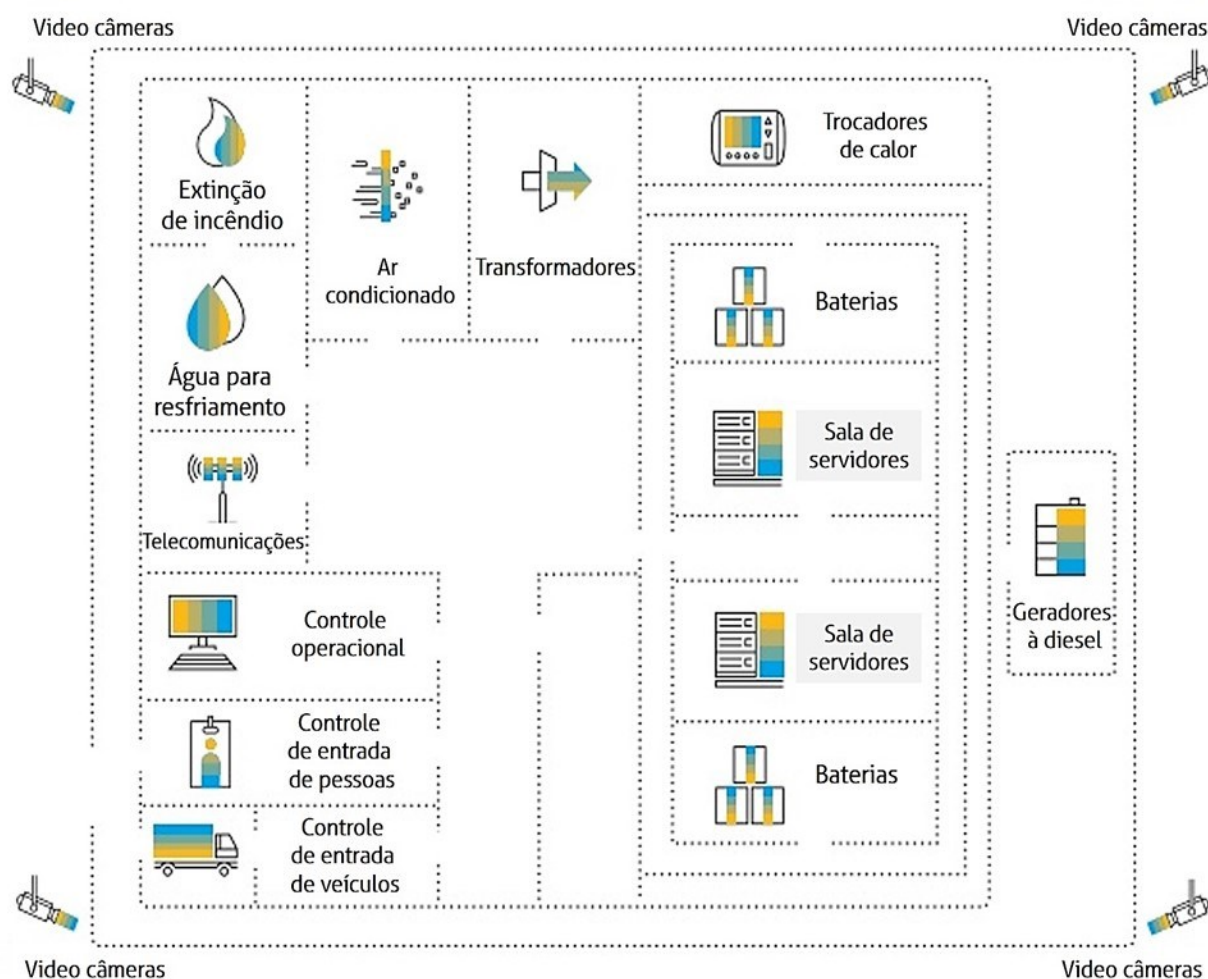 Video câmeras
Video câmeras
Extinção
de incêndio
Ar
condicionado
Transformadores
Trocadores
de calor
Água para
resfriamento
Baterias
Telecomunicações
Sala de
servidores
Controle
operacional
Sala de
servidores
Geradores
à diesel
Controle
de entrada
de pessoas
Baterias
Controle
de entrada
de veículos
Video câmeras
Video câmeras